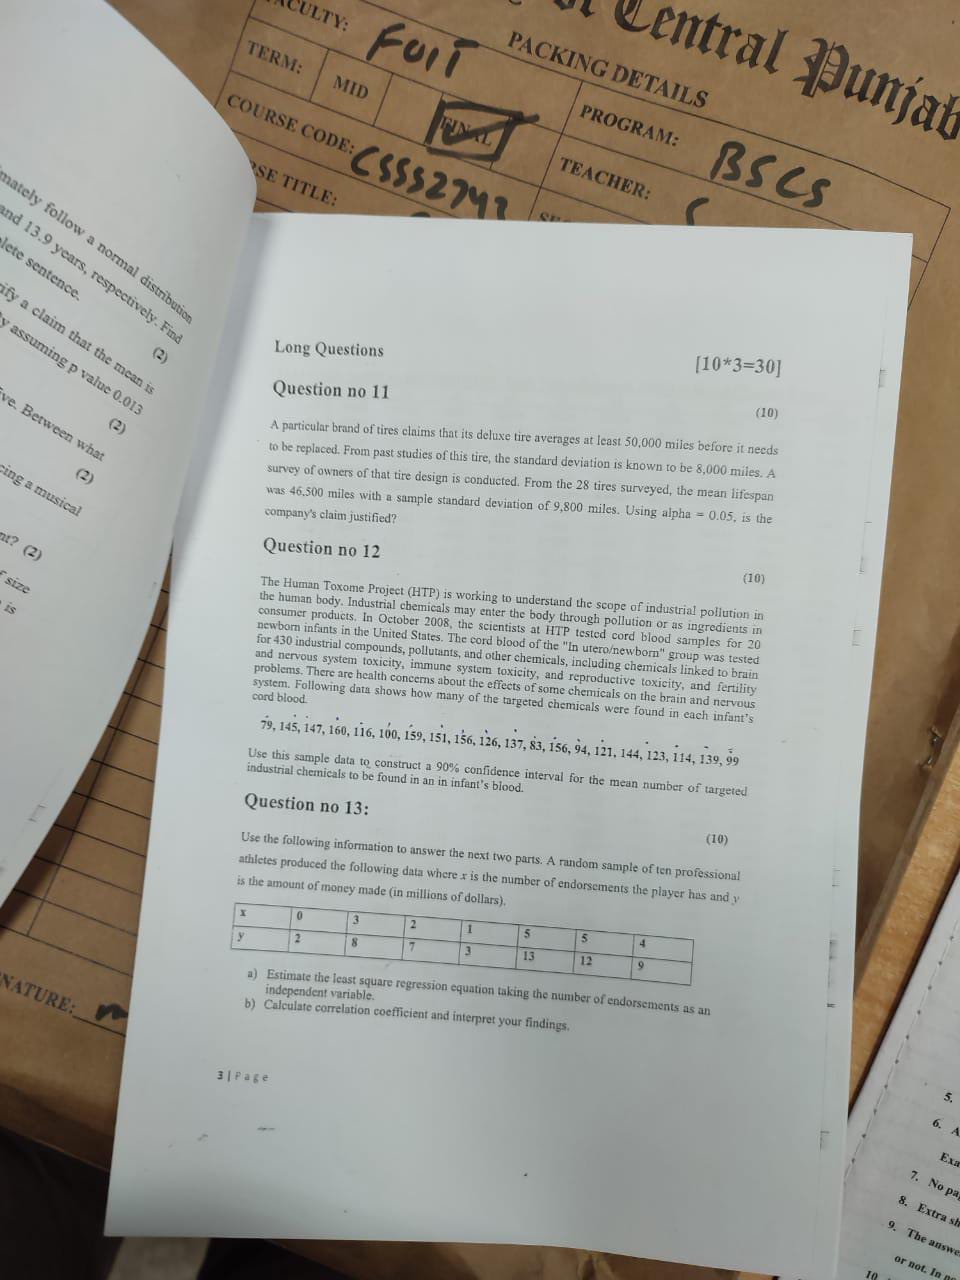 of Central Punjab
PACKING DETAILS
FACULTY:
FOIT
TERM:
MID
FINAL
PROGRAM:
BSCS
COURSE CODE:
TEACHER:
TITLE:
follow a normal distribution
and 13.9 years, respectively. Find
sentence.
(2)
a claim that the mean is
assuming p value 0.013
(2)
Between what
(2)
a musical
(2)
size
is
Long Questions
[10*3=30]
Question no 11
(10)
A particular brand of tires claims that its deluxe tire averages at least 50,000 miles before it needs
to be replaced. From past studies of this tire, the standard deviation is known to be 8,000 miles. A
survey of owners of that tire design is conducted. From the 28 tires surveyed, the mean lifespan
was 46,500 miles with a sample standard deviation of 9,800 miles. Using alpha = 0.05, is the
company's claim justified?
Question no 12
(10)
The Human Toxome Project (HTP) is working to understand the scope of industrial pollution in
the human body. Industrial chemicals may enter the body through pollution or as ingredients in
consumer products. In October 2008, the scientists at HTP tested cord blood samples for 20
newborn infants in the United States. The cord blood of the "In utero/newborn" group was tested
for 430 industrial compounds, pollutants, and other chemicals, including chemicals linked to brain
and nervous system toxicity, immune system toxicity, and reproductive toxicity, and fertility
problems. There are health concerns about the effects of some chemicals on the brain and nervous
system. Following data shows how many of the targeted chemicals were found in each infant's
cord blood.
79, 145, 147, 160, 116, 100, 159, 151, 156, 126, 137, 83, 156, 94, 121, 144, 123, 114, 139, 99
Use this sample data to construct a 90% confidence interval for the mean number of targeted
industrial chemicals to be found in an in infant's blood.
Question no 13:
(10)
Use the following information to answer the next two parts. A random sample of ten professional
athletes produced the following data where x is the number of endorsements the player has and y
is the amount of money made (in millions of dollars).
x 0 3 2 1 5 5 4
y 2 8 7 3 13 12 9
a) Estimate the least square regression equation taking the number of endorsements as an
independent variable.
b) Calculate correlation coefficient and interpret your findings.
3 | Page
5.
6. A
7. No
8. Extra
9. The
or not. In
10